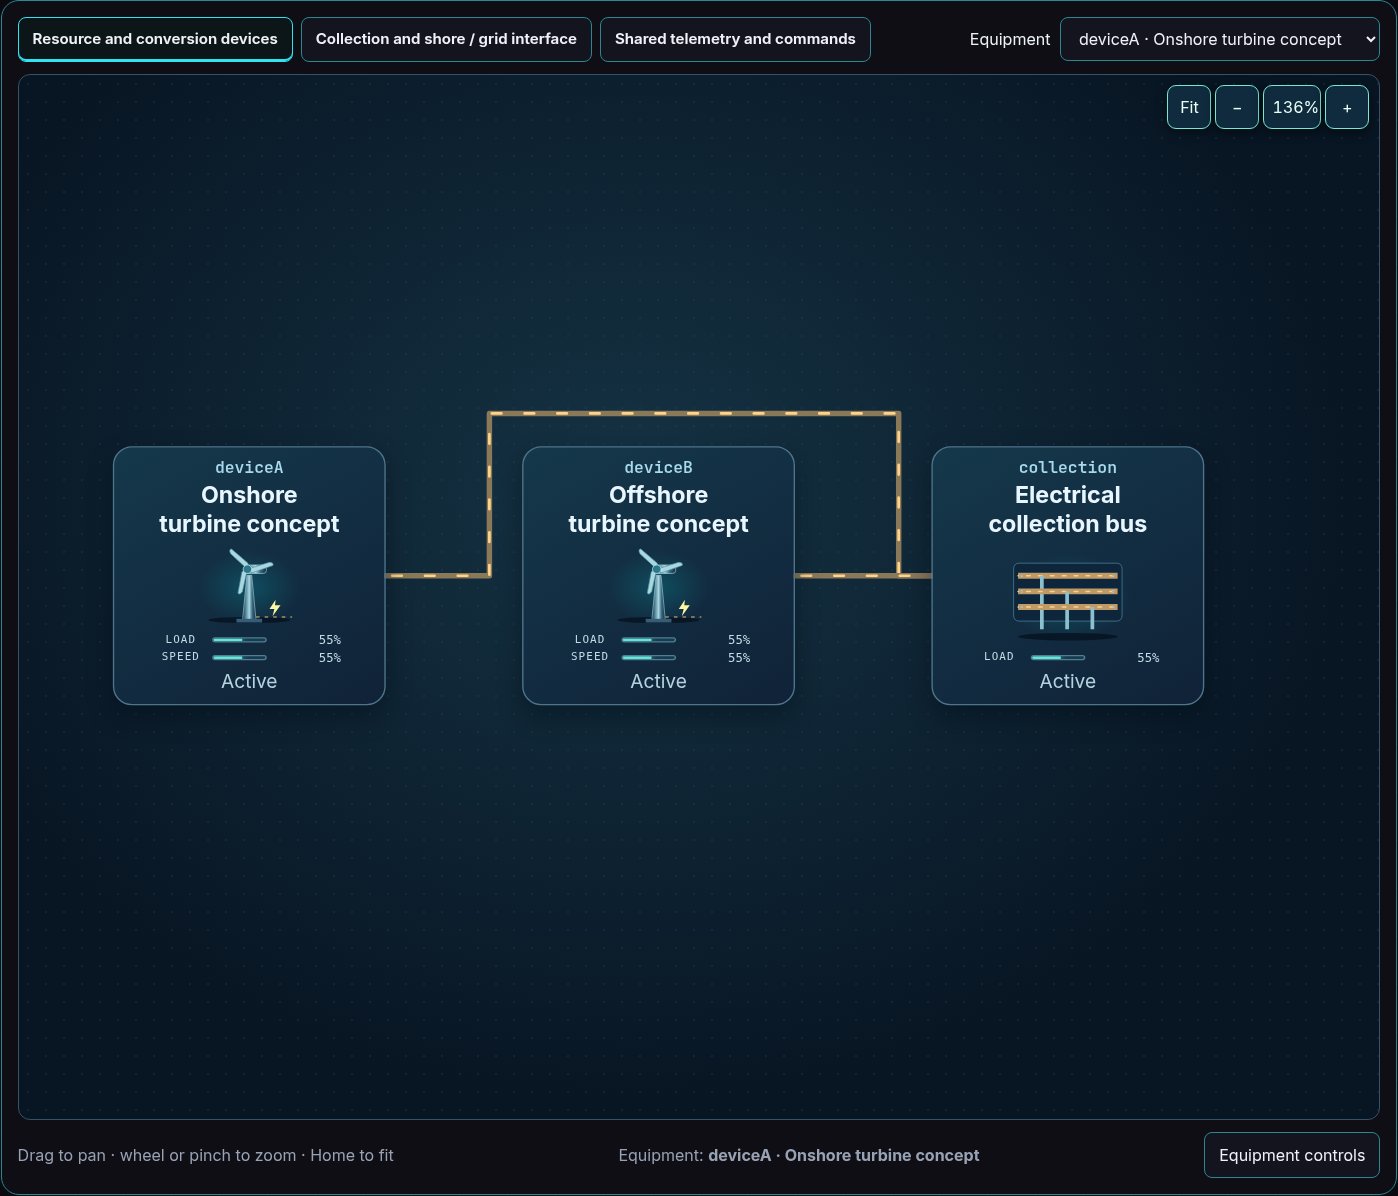 Resource and conversion devices
Collection and shore / grid interface
Shared telemetry and commands
Equipment
deviceA · Onshore turbine concept
Fit
−
136%
+
deviceA
Onshore
turbine concept
LOAD 55%
SPEED 55%
Active
deviceB
Offshore
turbine concept
LOAD 55%
SPEED 55%
Active
collection
Electrical
collection bus
LOAD 55%
Active
Drag to pan · wheel or pinch to zoom · Home to fit
Equipment: deviceA · Onshore turbine concept
Equipment controls